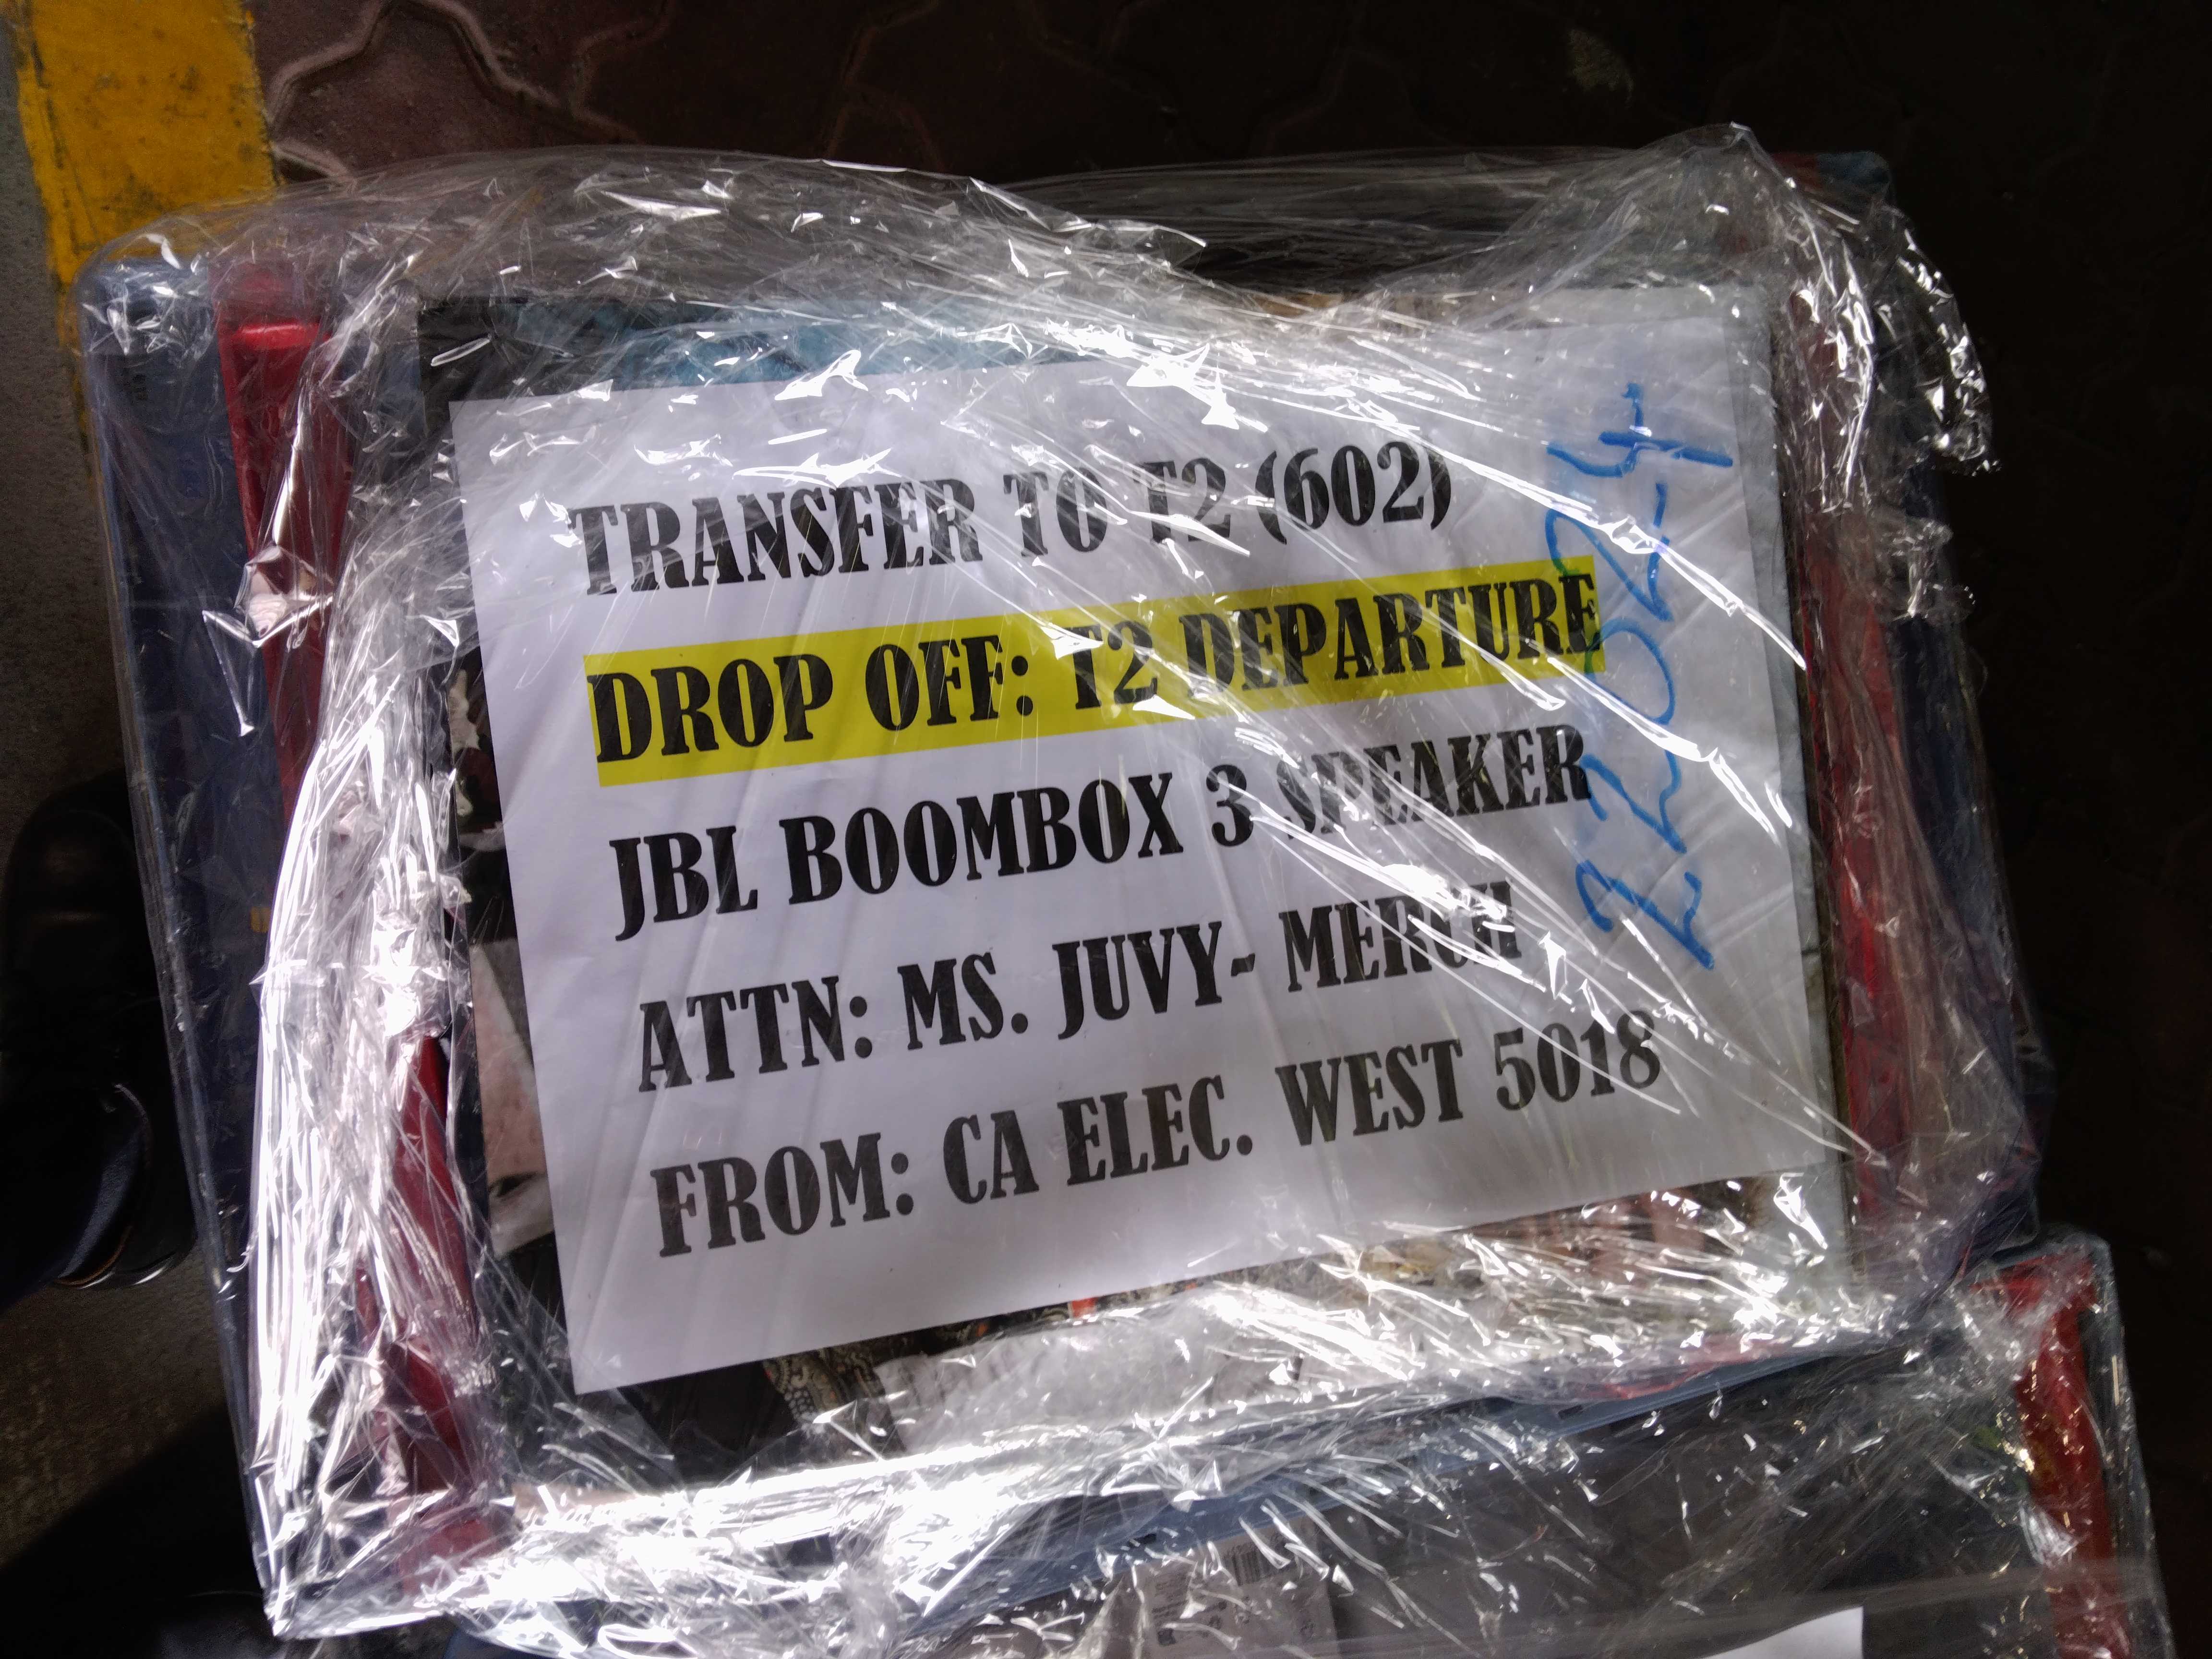 TRANSFER TO T2 (602)
DROP OFF: T2 DEPARTURE
JBL BOOMBOX 3 SPEAKER
ATTN: MS. JUVY- MERCH
FROM: CA ELEC. WEST 5018